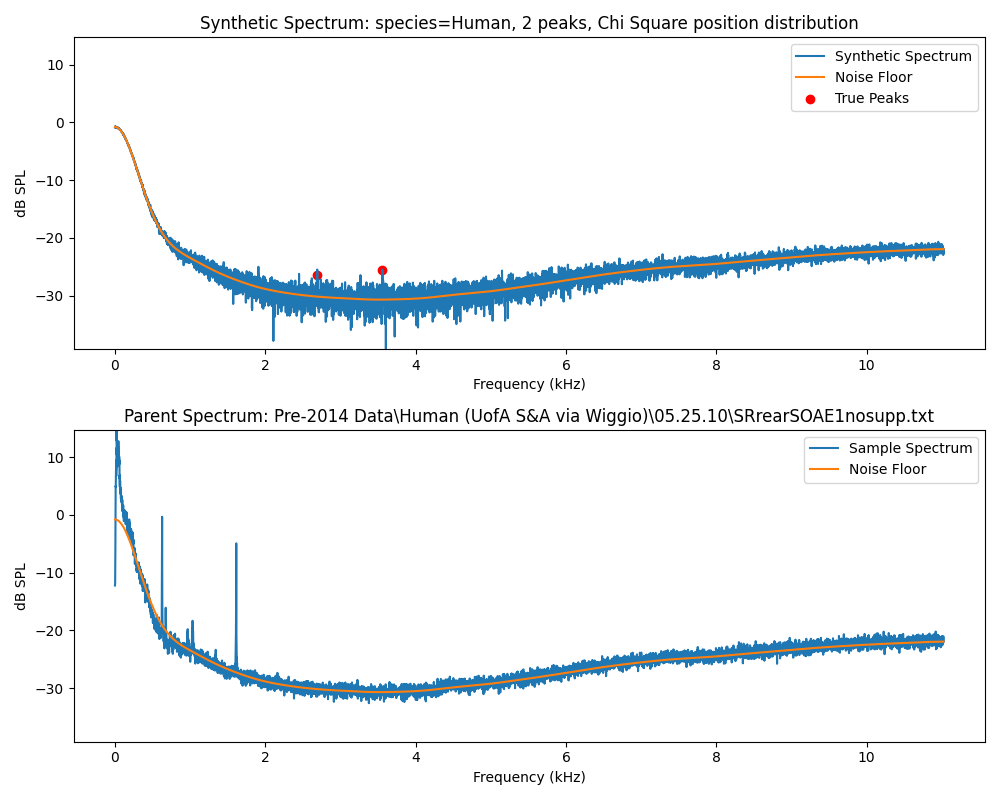 Synthetic Spectrum: species=Human, 2 peaks, Chi Square position distribution
10
0
−10
−20
−30
dB SPL
Synthetic Spectrum
Noise Floor
True Peaks
0 2 4 6 8 10
Frequency (kHz)
Parent Spectrum: Pre-2014 Data\Human (UofA S&A via Wiggio)\05.25.10\SRrearSOAE1nosupp.txt
10
0
−10
−20
−30
dB SPL
Sample Spectrum
Noise Floor
0 2 4 6 8 10
Frequency (kHz)